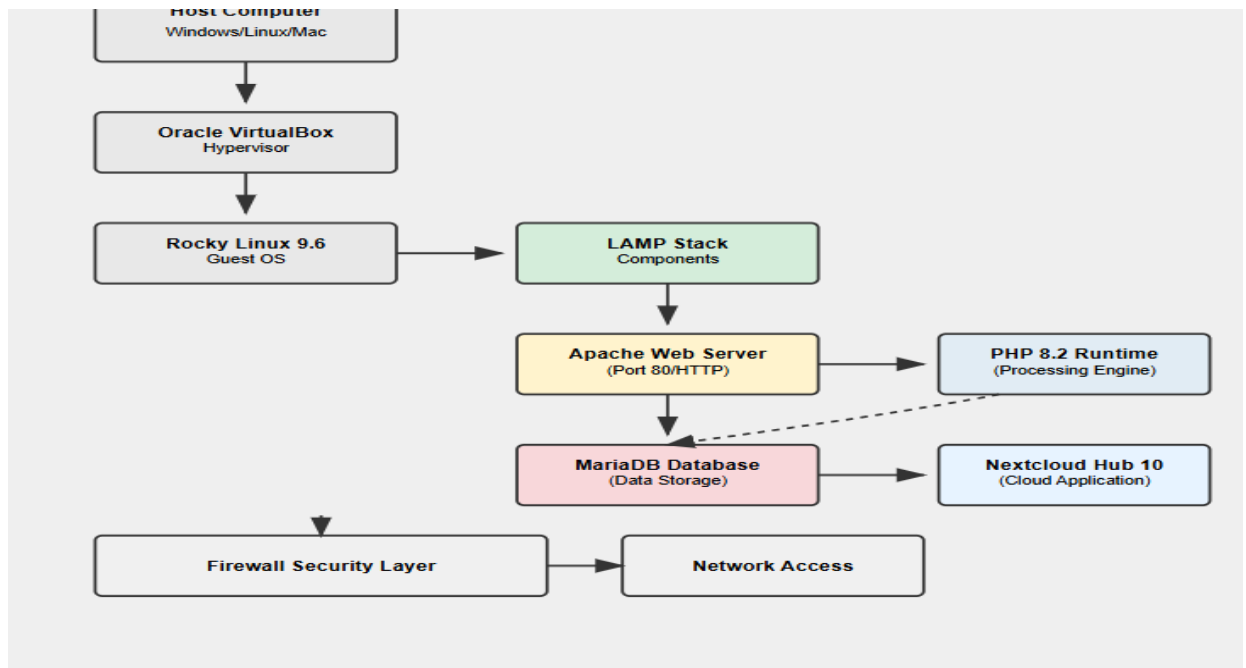 Host Computer
Windows/Linux/Mac
Oracle VirtualBox
Hypervisor
Rocky Linux 9.6
Guest OS
LAMP Stack
Components
Apache Web Server
(Port 80/HTTP)
PHP 8.2 Runtime
(Processing Engine)
MariaDB Database
(Data Storage)
Nextcloud Hub 10
(Cloud Application)
Firewall Security Layer
Network Access